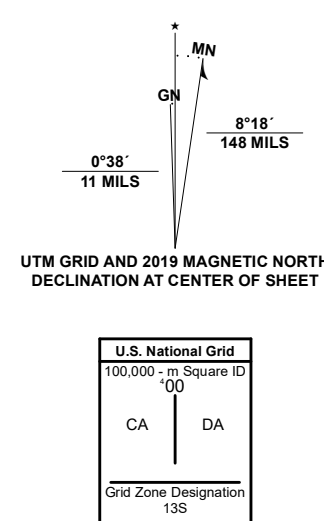 ★
MN
GN
8°18´
148 MILS
0°38´
11 MILS
UTM GRID AND 2019 MAGNETIC NORTH
DECLINATION AT CENTER OF SHEET
U.S. National Grid
100,000 - m Square ID
⁴00
CA DA
Grid Zone Designation
13S